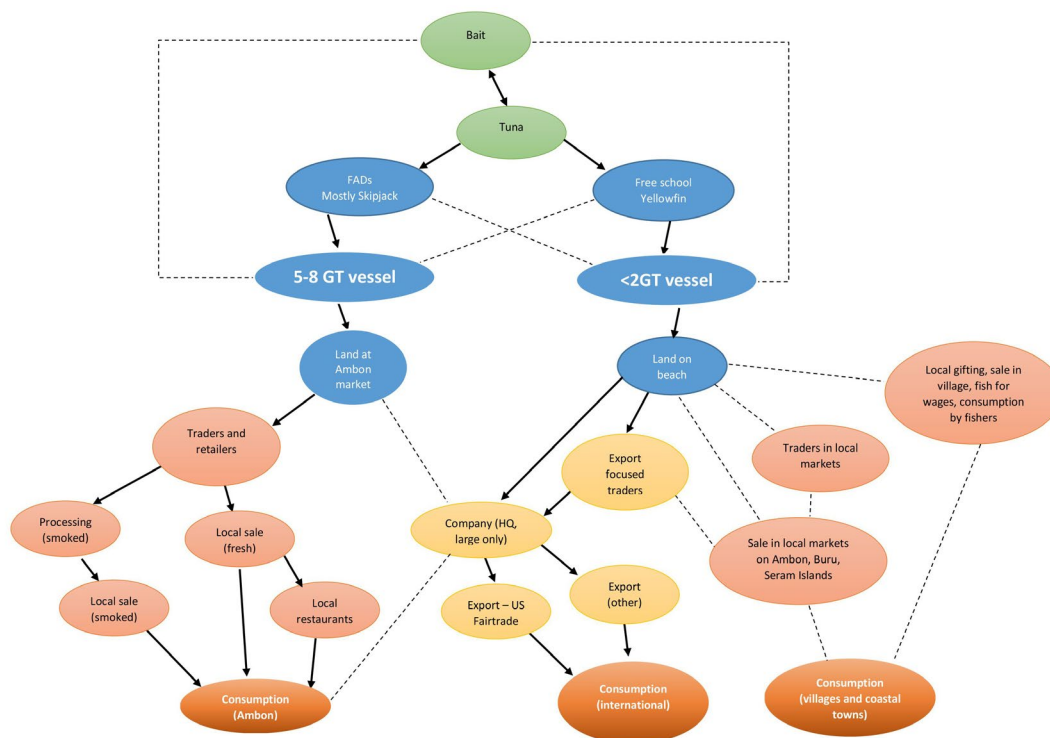 Bait
Tuna
FADs
Mostly Skipjack
Free school
Yellowfin
5-8 GT vessel
<2GT vessel
Land at
Ambon
market
Land on
beach
Local gifting, sale in
village, fish for
wages, consumption
by fishers
Traders and
retailers
Export
focused
traders
Traders in local
markets
Processing
(smoked)
Local sale
(fresh)
Company (HQ,
large only)
Sale in local markets
on Ambon, Buru,
Seram Islands
Local sale
(smoked)
Local
restaurants
Export – US
Fairtrade
Export
(other)
Consumption
(Ambon)
Consumption
(international)
Consumption
(villages and coastal
towns)